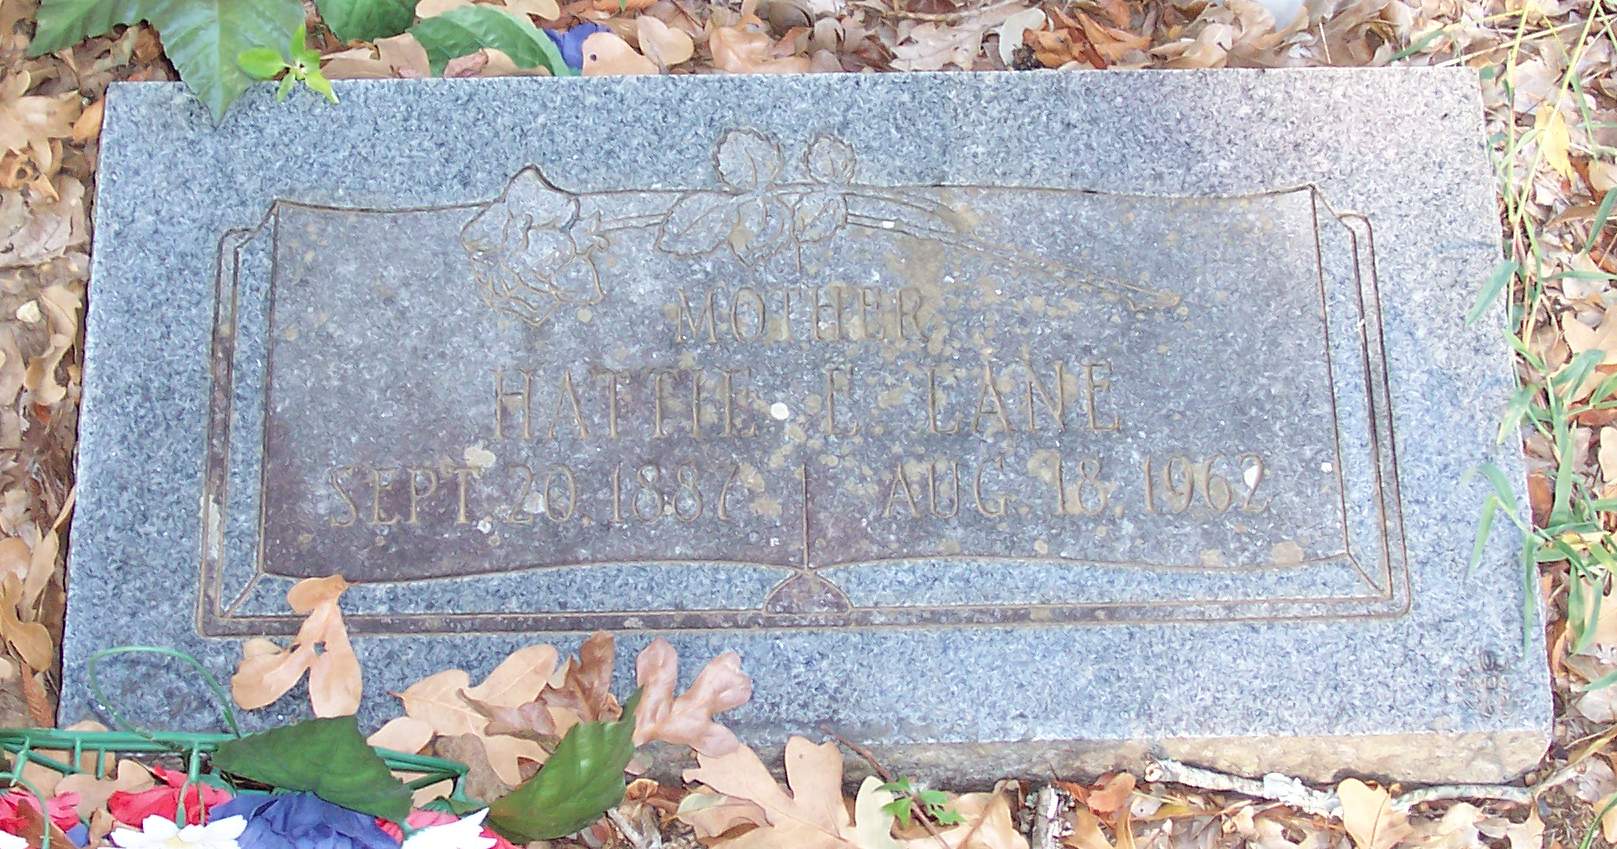 MOTHER
HATTIE E. LANE
SEPT. 20, 1887 AUG. 18, 1962